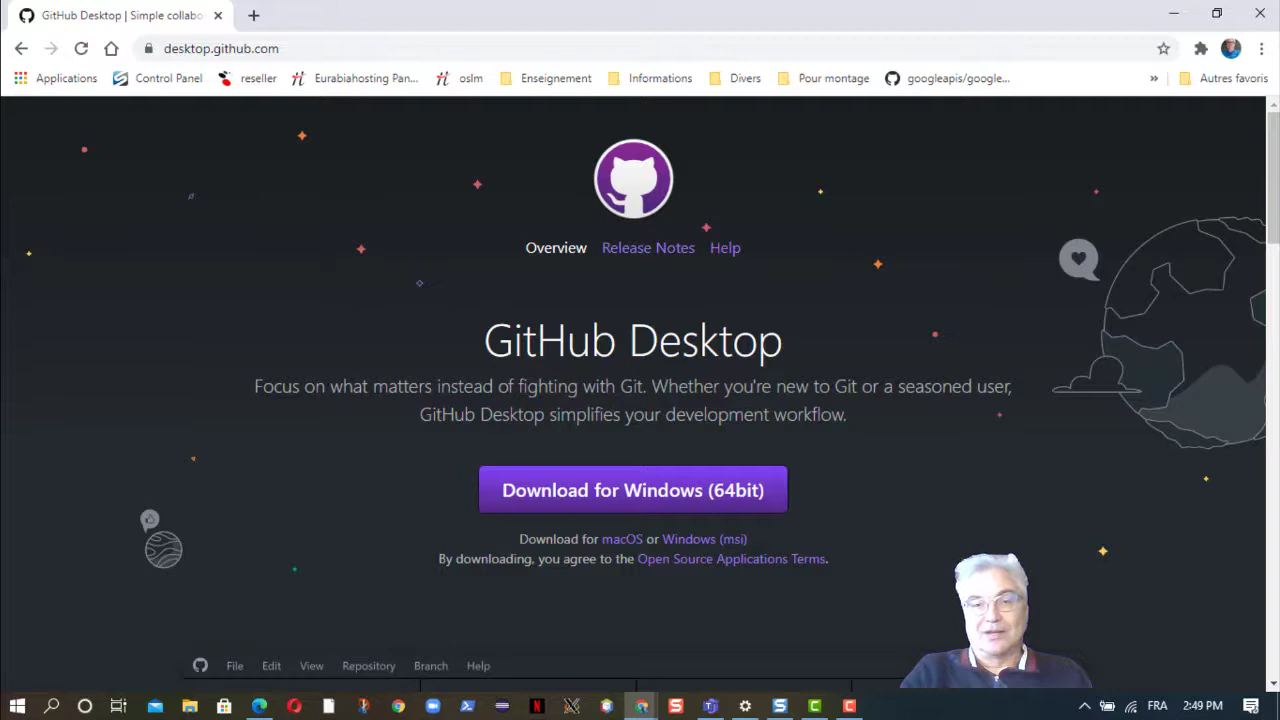 GitHub Desktop | Simple collabo
desktop.github.com
Applications Control Panel reseller Eurabiahosting Pan... oslm Enseignement Informations Divers Pour montage googleapis/google... » Autres favoris
Overview Release Notes Help
GitHub Desktop
Focus on what matters instead of fighting with Git. Whether you're new to Git or a seasoned user,
GitHub Desktop simplifies your development workflow.
Download for Windows (64bit)
Download for macOS or Windows (msi)
By downloading, you agree to the Open Source Applications Terms.
File Edit View Repository Branch Help
FRA 2:49 PM